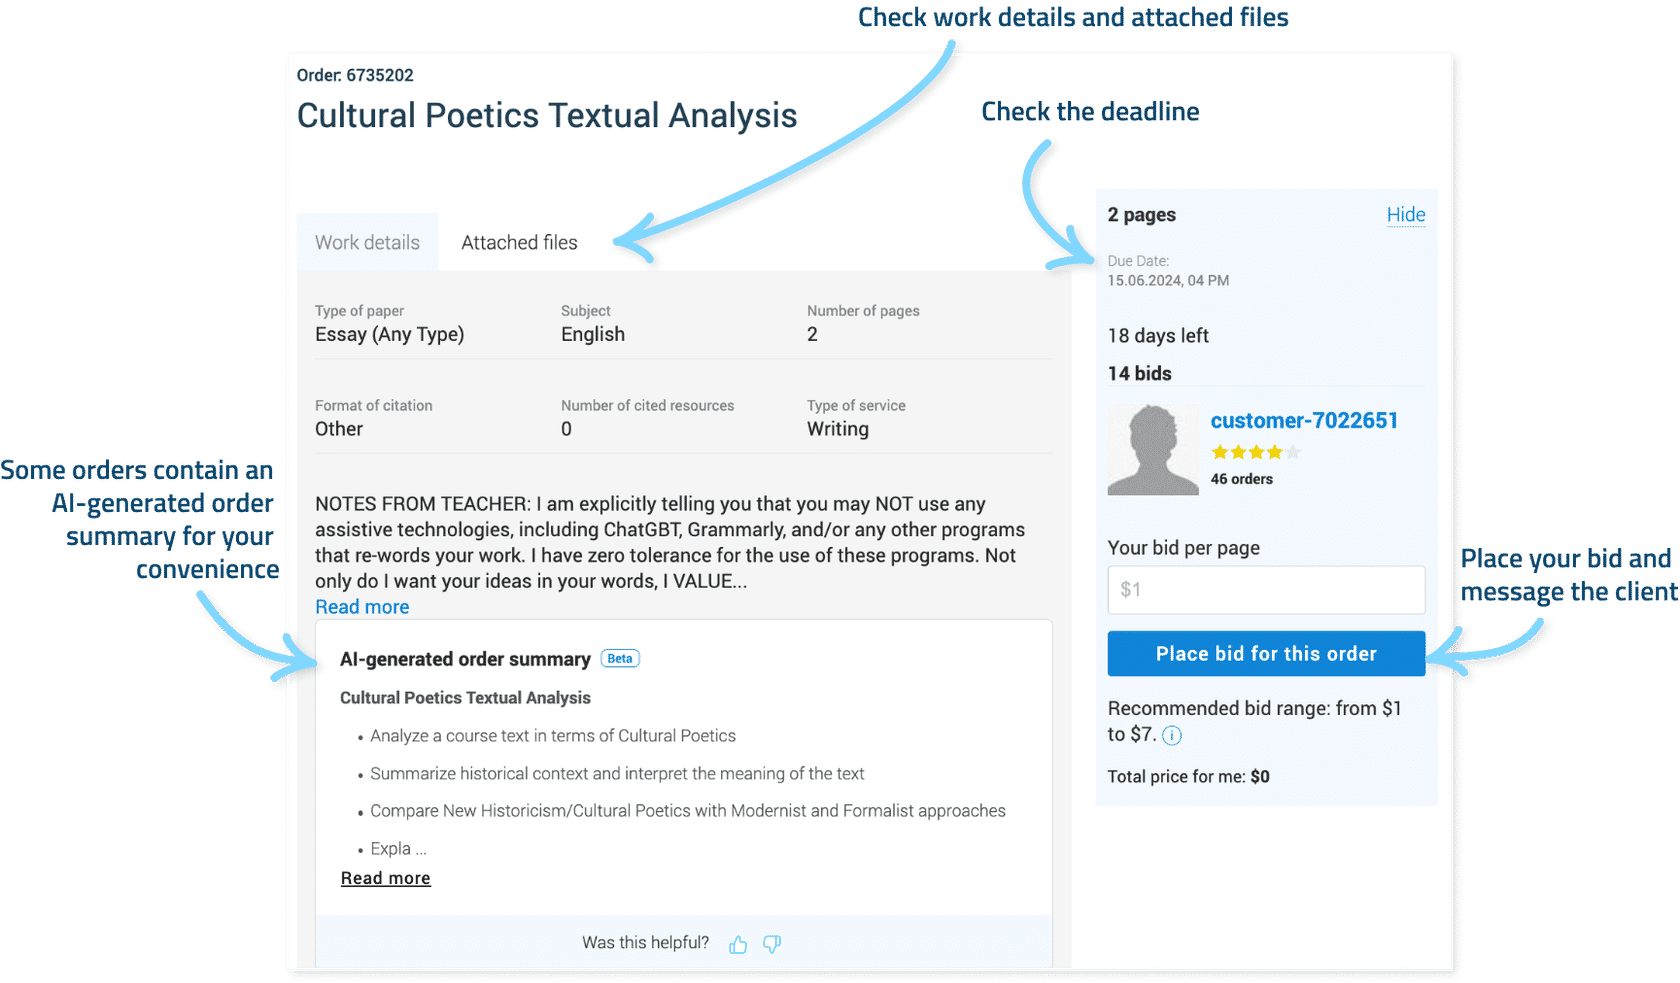 Check work details and attached files
Order: 6735202
Cultural Poetics Textual Analysis
Check the deadline
Work details
Attached files
2 pages
Hide
Due Date:
15.06.2024, 04 PM
18 days left
14 bids
customer-7022651
46 orders
Type of paper
Essay (Any Type)
Subject
English
Number of pages
2
Format of citation
Other
Number of cited resources
0
Type of service
Writing
Some orders contain an
AI-generated order
summary for your
convenience
NOTES FROM TEACHER: I am explicitly telling you that you may NOT use any
assistive technologies, including ChatGBT, Grammarly, and/or any other programs
that re-words your work. I have zero tolerance for the use of these programs. Not
only do I want your ideas in your words, I VALUE...
Read more
AI-generated order summary
Beta
Cultural Poetics Textual Analysis
• Analyze a course text in terms of Cultural Poetics
• Summarize historical context and interpret the meaning of the text
• Compare New Historicism/Cultural Poetics with Modernist and Formalist approaches
• Expla ...
Read more
Was this helpful?
Your bid per page
$1
Place bid for this order
Place your bid and
message the client
Recommended bid range: from $1
to $7.
Total price for me: $0